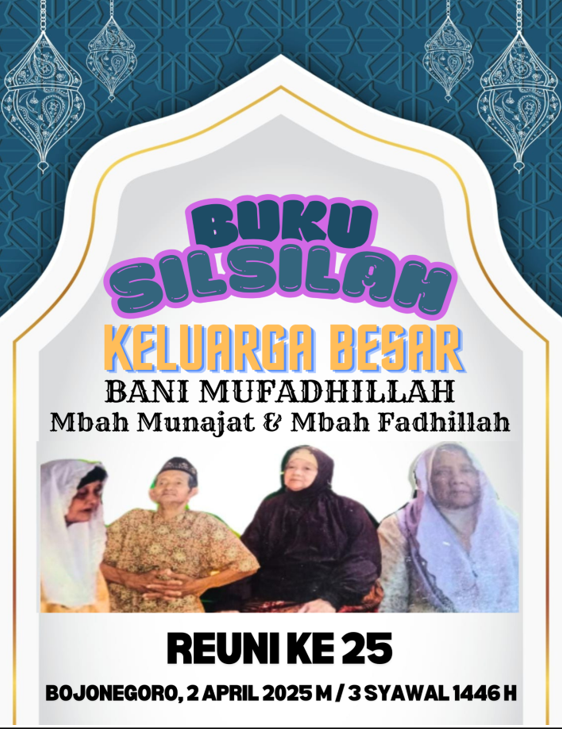 BUKU
SILSILAH
KELUARGA BESAR
BANI MUFADHILLAH
Mbah Munajat & Mbah Fadhillah
REUNI KE 25
BOJONEGORO, 2 APRIL 2025 M / 3 SYAWAL 1446 H